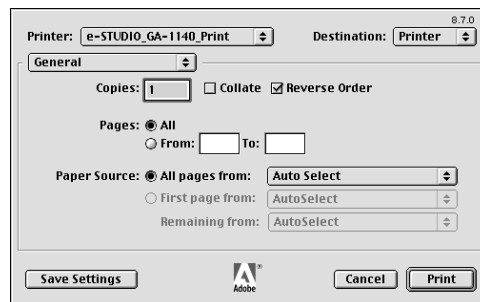 8.7.0
Printer: e-STUDIO_GA-1140_Print Destination: Printer
General
Copies: 1 Collate Reverse Order
Pages: All
From: To:
Paper Source: All pages from: Auto Select
First page from: AutoSelect
Remaining from: AutoSelect
Save Settings Adobe ® Cancel Print